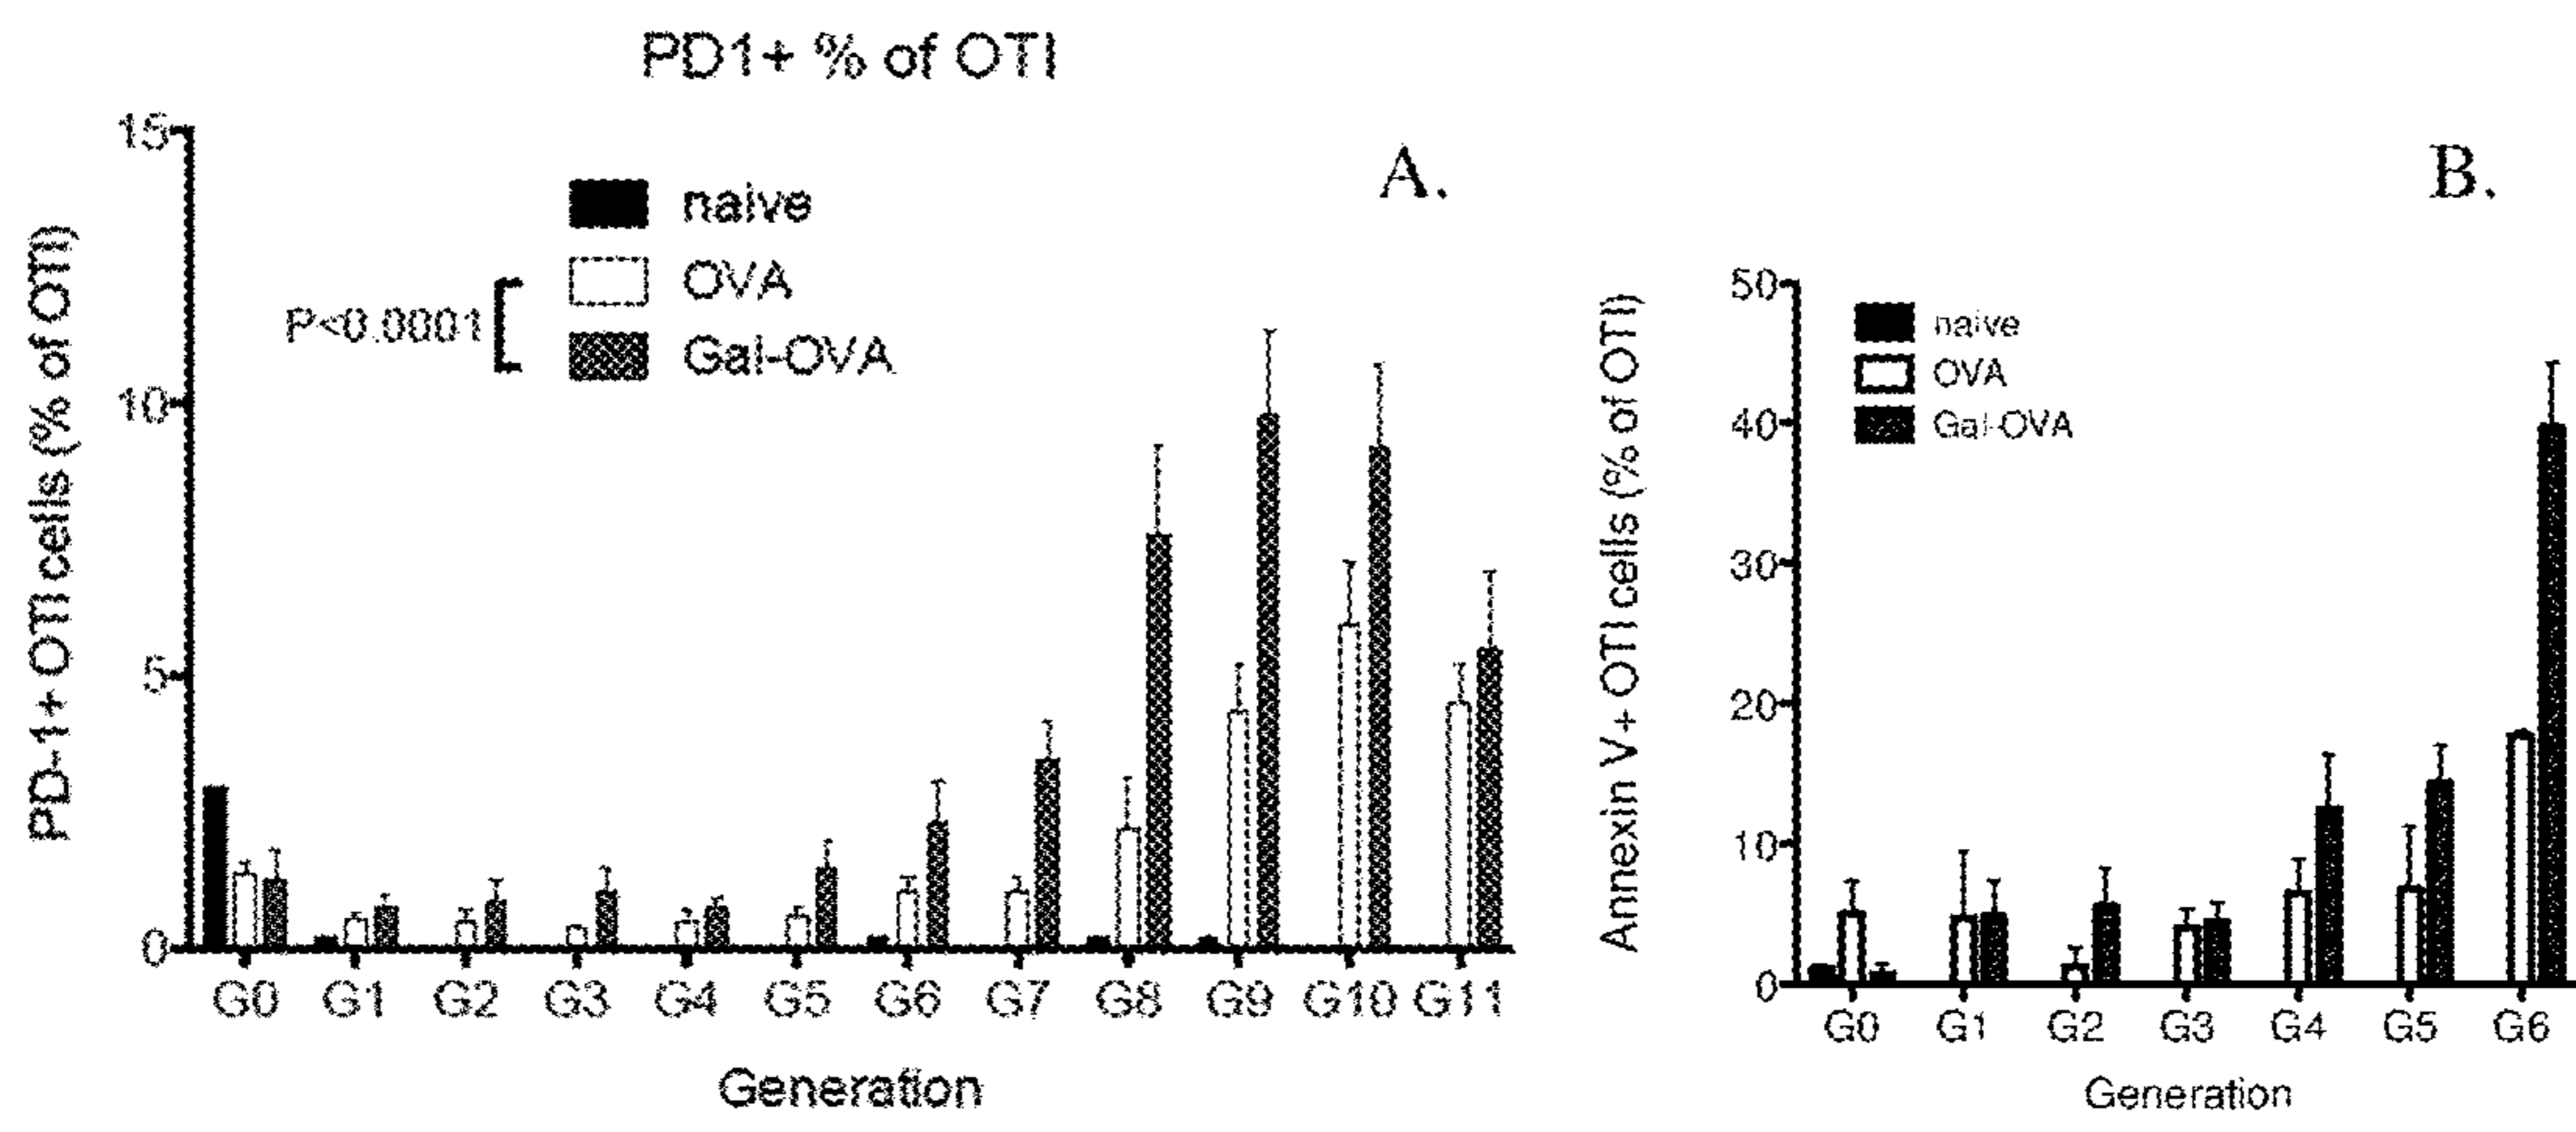 PD1+ % of OTI
A.
PD-1+ OTI cells (% of OTI)
15
10
5
0
naive
OVA
Gal-OVA
P<0.0001
G0 G1 G2 G3 G4 G5 G6 G7 G8 G9 G10 G11
Generation
B.
Annexin V+ OTI cells (% of OTI)
50
40
30
20
10
0
naive
OVA
Gal-OVA
G0 G1 G2 G3 G4 G5 G6
Generation